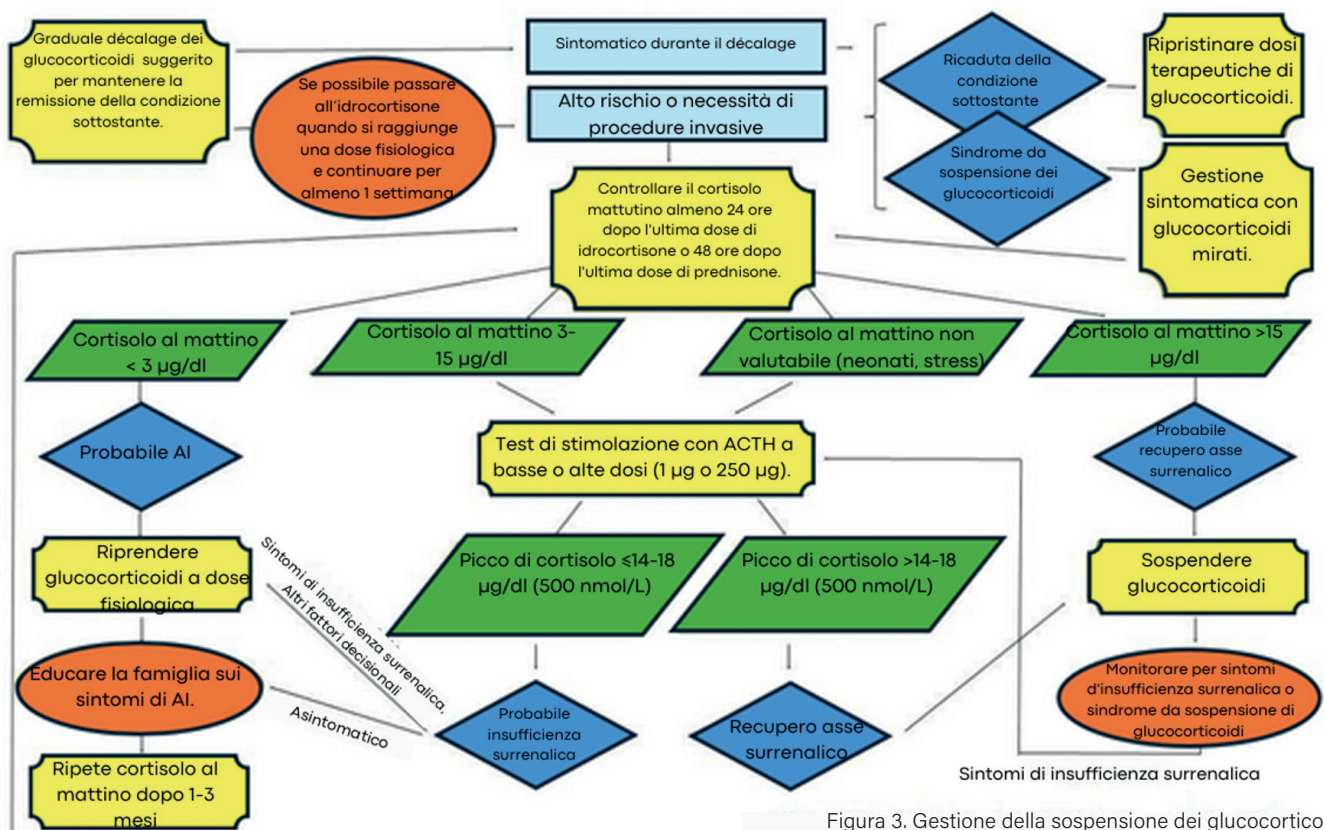 Graduale décalage dei
glucocorticoidi suggerito
per mantenere la
remissione della condizione
sottostante.
Se possibile passare
all'idrocortisone
quando si raggiunge
una dose fisiologica
e continuare per
almeno 1 settimana
Sintomatico durante il décalage
Alto rischio o necessità di
procedure invasive
Ricaduta della
condizione
sottostante
Sindrome da
sospensione dei
glucocorticoidi
Ripristinare dosi
terapeutiche di
glucocorticoidi.
Gestione
sintomatica con
glucocorticoidi
mirati.
Controllare il cortisolo
mattutino almeno 24 ore
dopo l'ultima dose di
idrocortisone o 48 ore dopo
l'ultima dose di prednisone.
Cortisolo al mattino
< 3 µg/dl
Cortisolo al mattino 3-
15 µg/dl
Cortisolo al mattino non
valutabile (neonati, stress)
Cortisolo al mattino >15
µg/dl
Probabile AI
Test di stimolazione con ACTH a
basse o alte dosi (1 µg o 250 µg).
Probabile
recupero asse
surrenalico
Riprendere
glucocorticoidi a dose
fisiologica
Sintomi di insufficienza surrenalica,
Altri fattori decisionali
Picco di cortisolo ≤14-18
µg/dl (500 nmol/L)
Picco di cortisolo >14-18
µg/dl (500 nmol/L)
Sospendere
glucocorticoidi
Educare la famiglia sui
sintomi di AI.
Asintomatico
Probabile
insufficienza
surrenalica
Recupero asse
surrenalico
Monitorare per sintomi
d'insufficienza surrenalica o
sindrome da sospensione di
glucocorticoidi
Ripete cortisolo al
mattino dopo 1-3
mesi
Sintomi di insufficienza surrenalica
Figura 3. Gestione della sospensione dei glucocortico